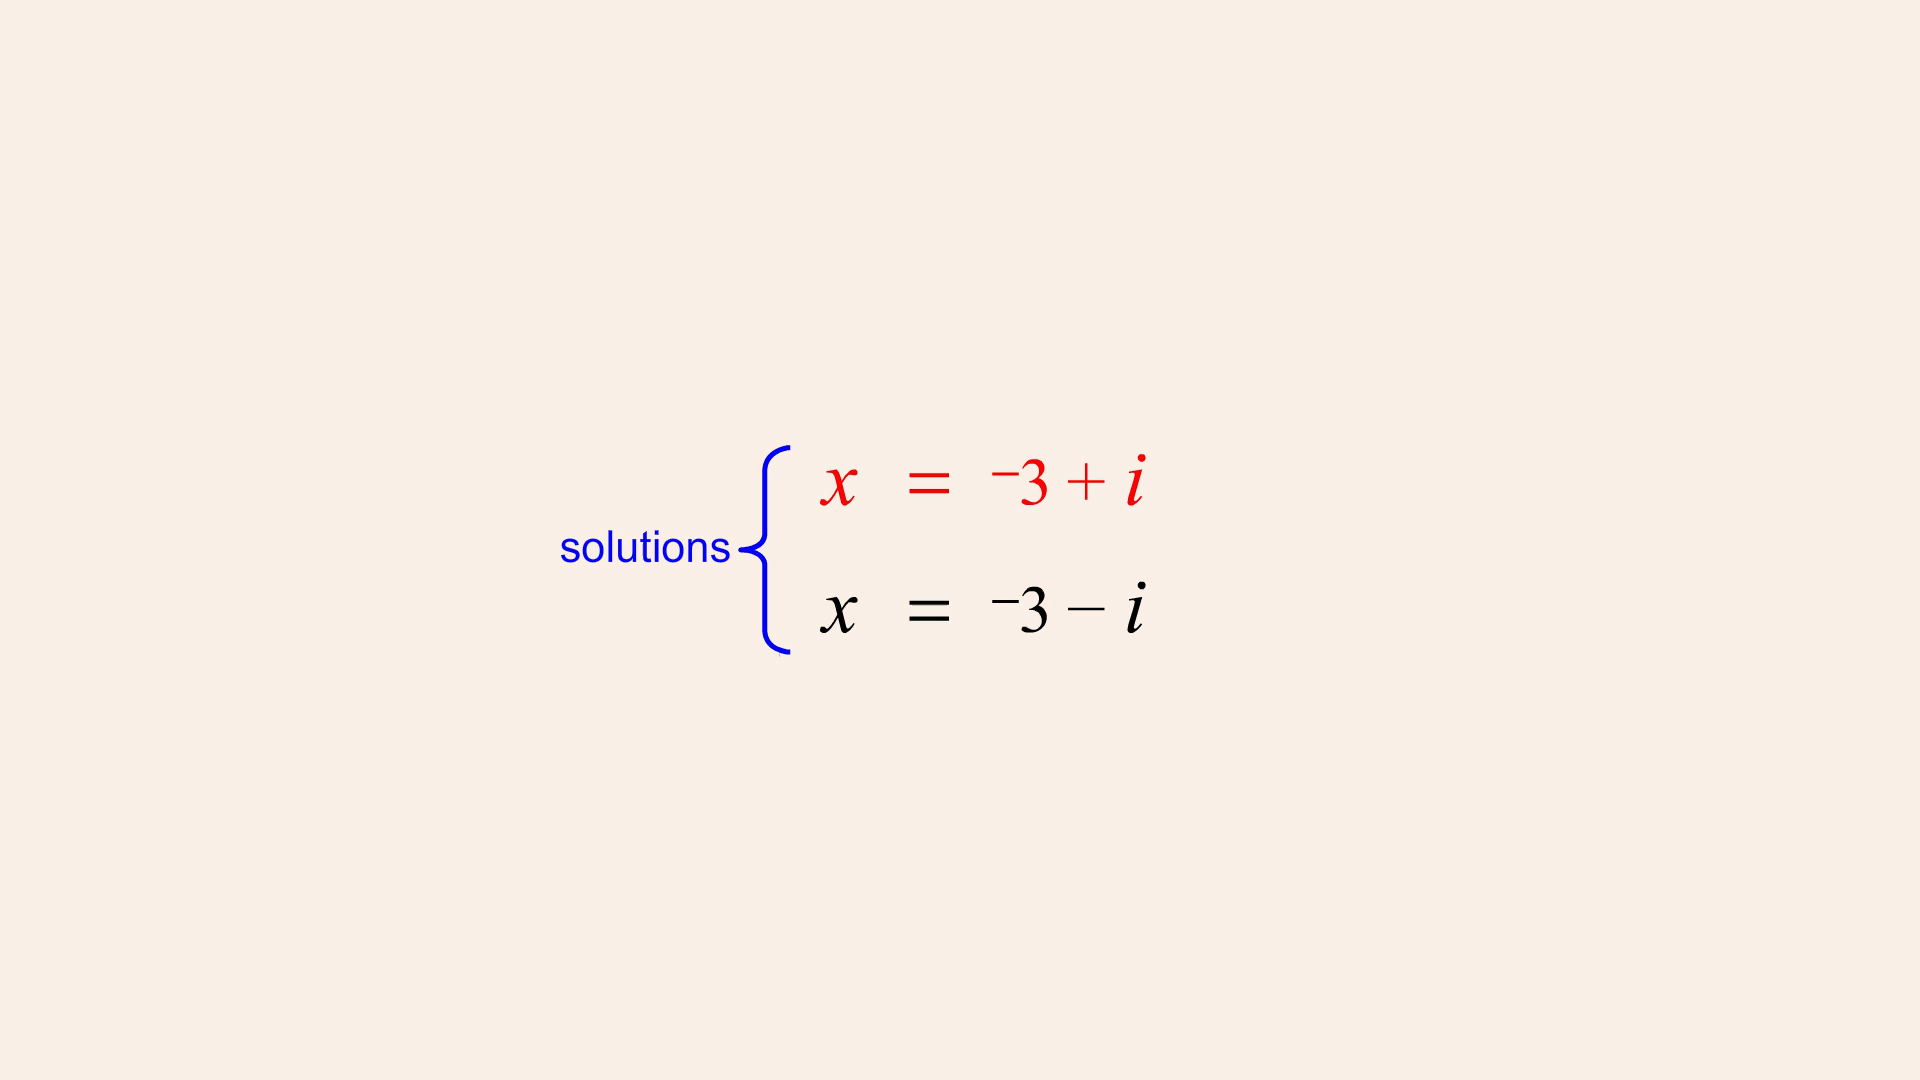 x = ⁻3 + i
solutions
x = ⁻3 − i